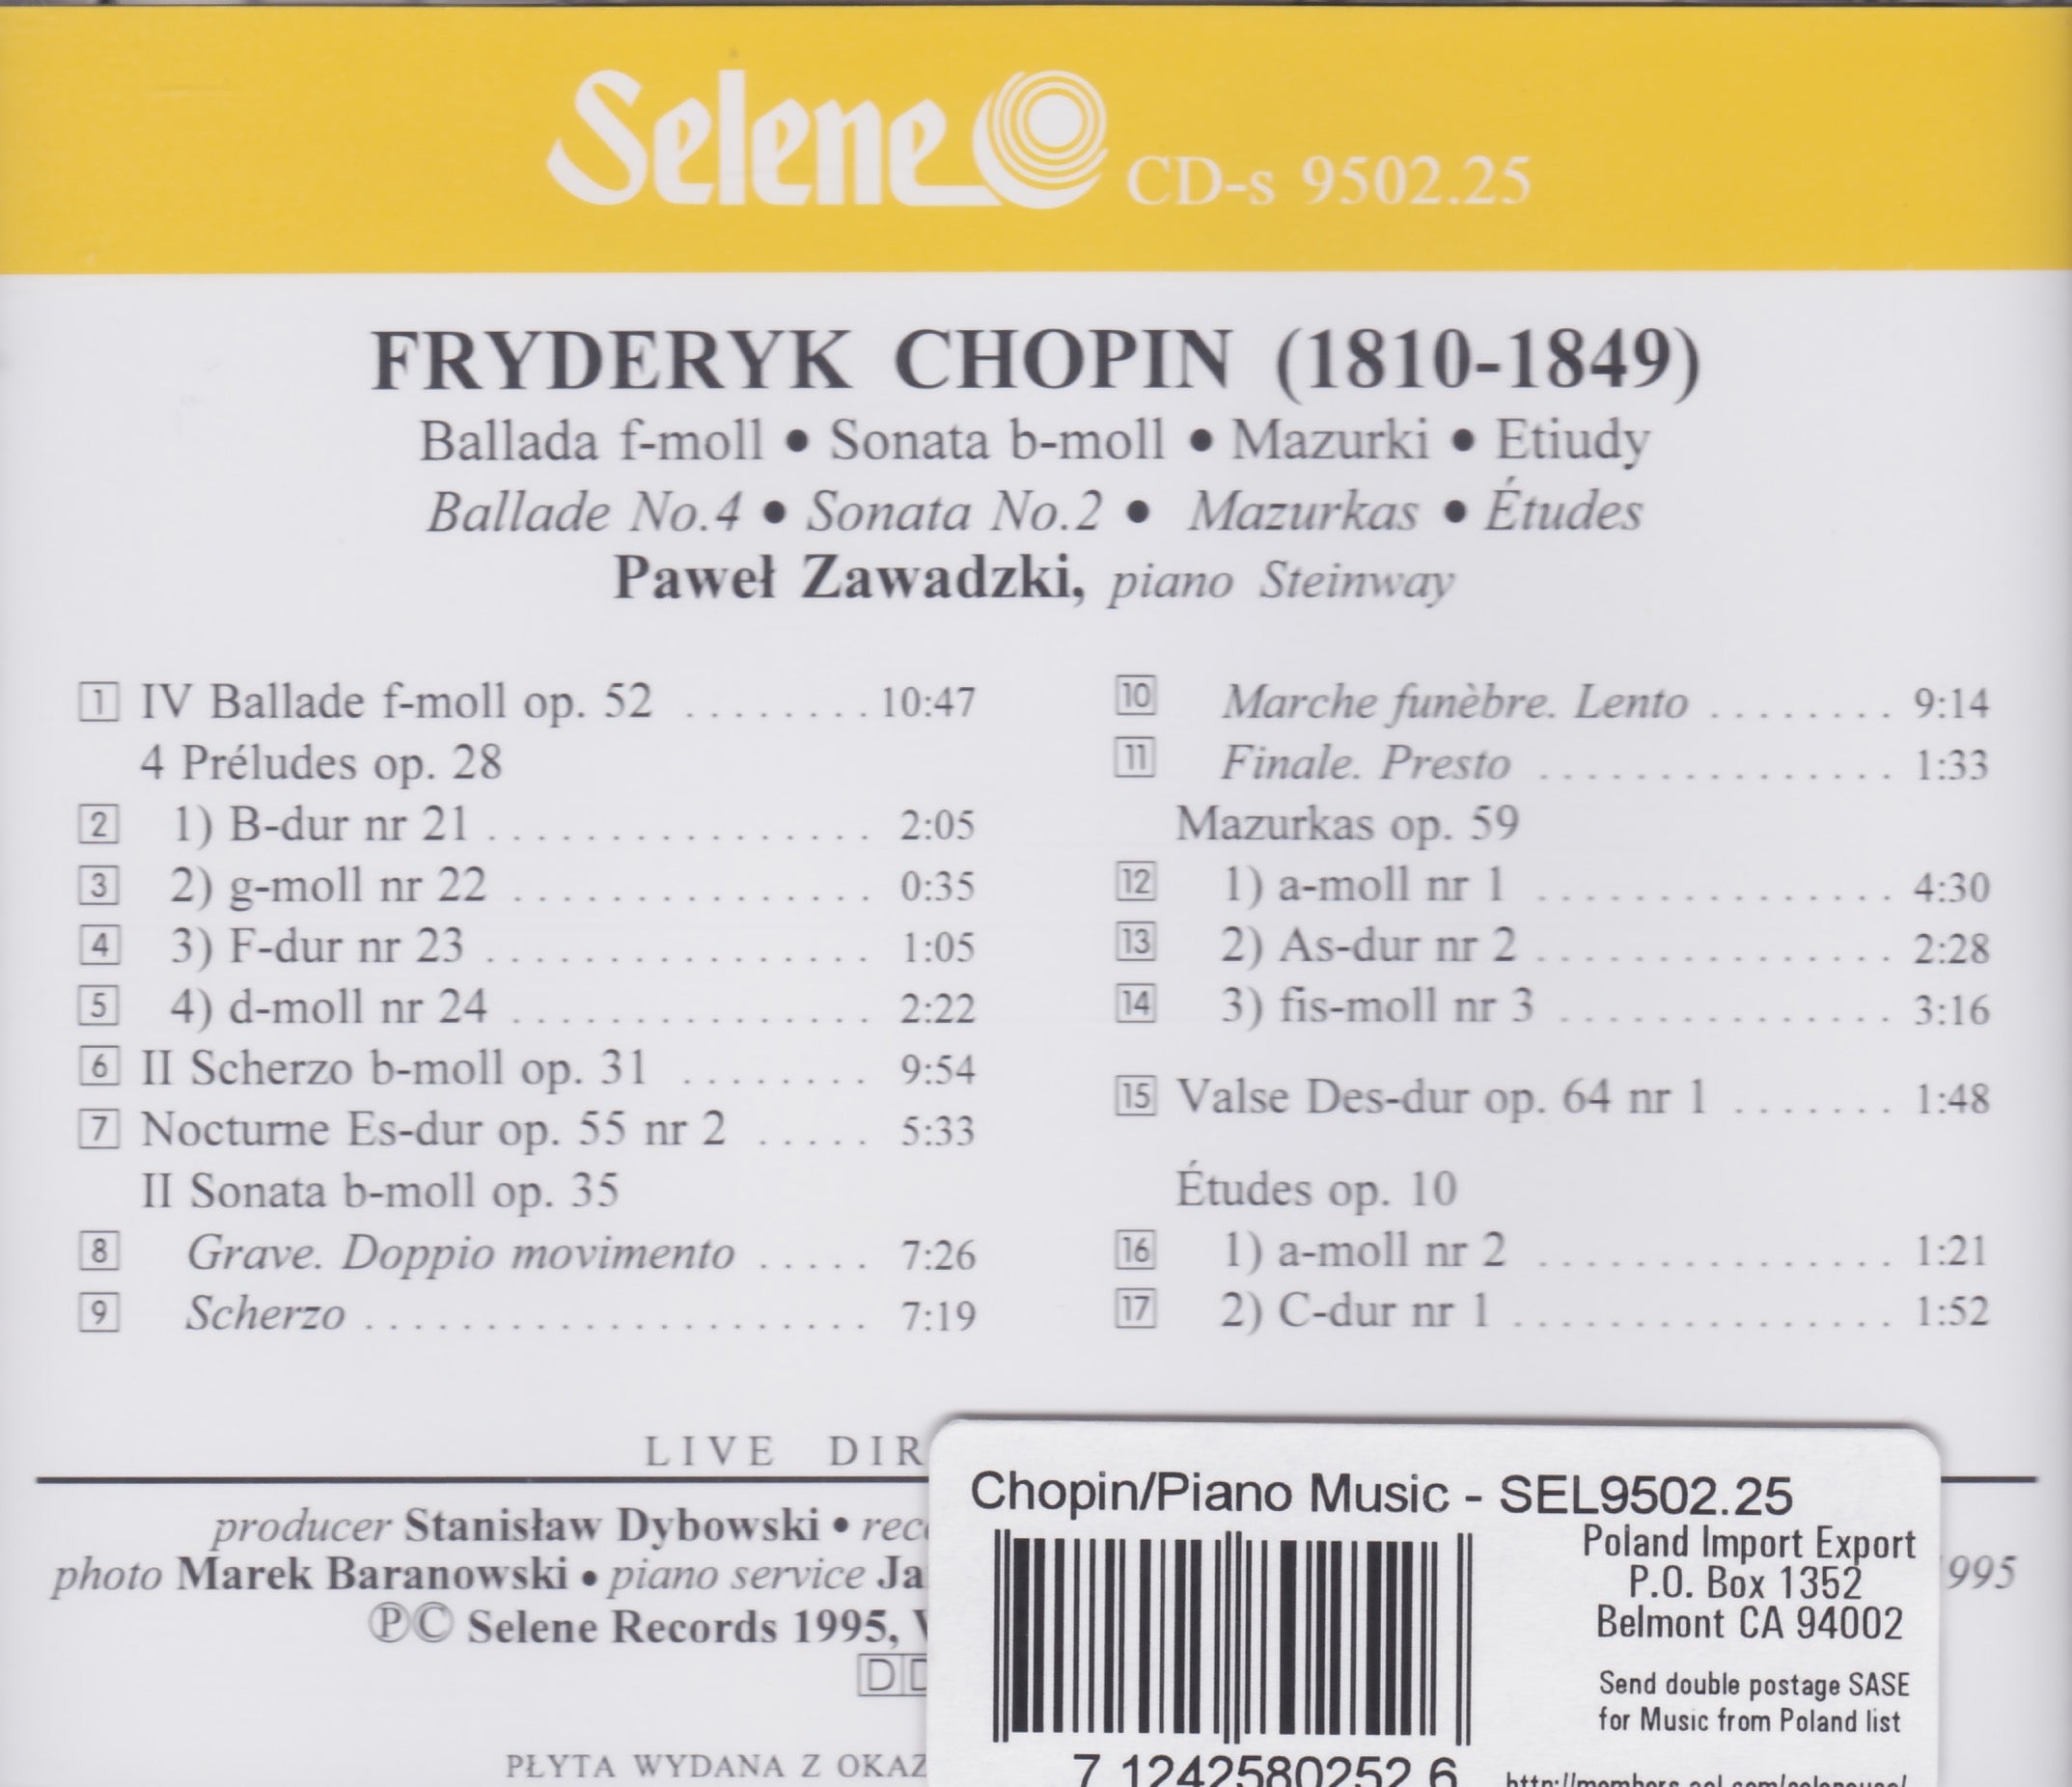 Selene CD-s 9502.25
FRYDERYK CHOPIN (1810-1849)
Ballada f-moll • Sonata b-moll • Mazurki • Etiudy
Ballade No.4 • Sonata No.2 • Mazurkas • Études
Paweł Zawadzki, piano Steinway
1 IV Ballade f-moll op. 52 ........ 10:47
4 Préludes op. 28
2 1) B-dur nr 21 ................ 2:05
3 2) g-moll nr 22 ............... 0:35
4 3) F-dur nr 23 ................ 1:05
5 4) d-moll nr 24 ............... 2:22
6 II Scherzo b-moll op. 31 ........ 9:54
7 Nocturne Es-dur op. 55 nr 2 ..... 5:33
II Sonata b-moll op. 35
8 Grave. Doppio movimento ..... 7:26
9 Scherzo ..................... 7:19
10 Marche funèbre. Lento ........ 9:14
11 Finale. Presto ............... 1:33
Mazurkas op. 59
12 1) a-moll nr 1 ............... 4:30
13 2) As-dur nr 2 ............... 2:28
14 3) fis-moll nr 3 .............. 3:16
15 Valse Des-dur op. 64 nr 1 ....... 1:48
Études op. 10
16 1) a-moll nr 2 ............... 1:21
17 2) C-dur nr 1 ................ 1:52
LIVE
producer Stanisław Dybowski •
photo Marek Baranowski • piano service
995
ⓅⒸ Selene Records 1995,
PŁYTA WYDANA Z
Chopin/Piano Music - SEL9502.25
Poland Import Export
P.O. Box 1352
Belmont CA 94002
Send double postage SASE
for Music from Poland list
7 1242580252 6